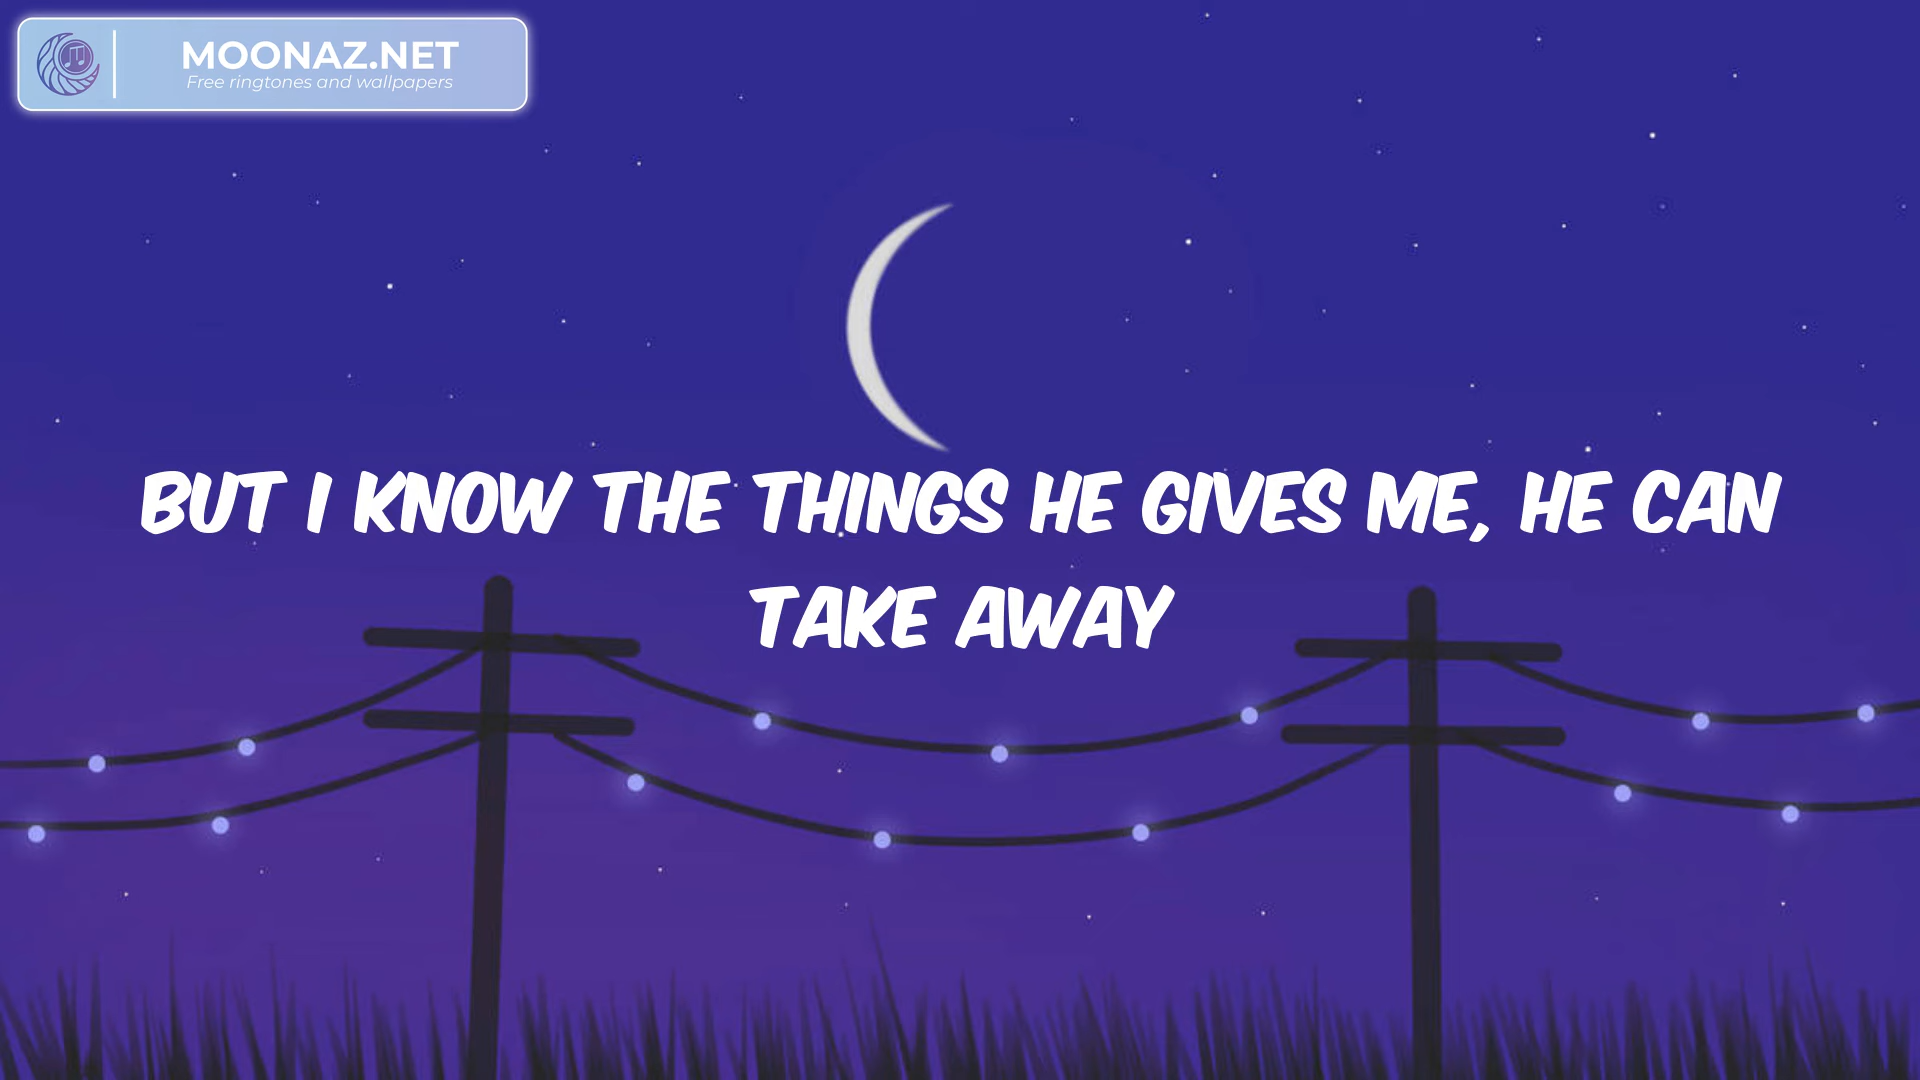 MOONAZ.NET
Free ringtones and wallpapers
BUT I KNOW THE THINGS HE GIVES ME, HE CAN
TAKE AWAY